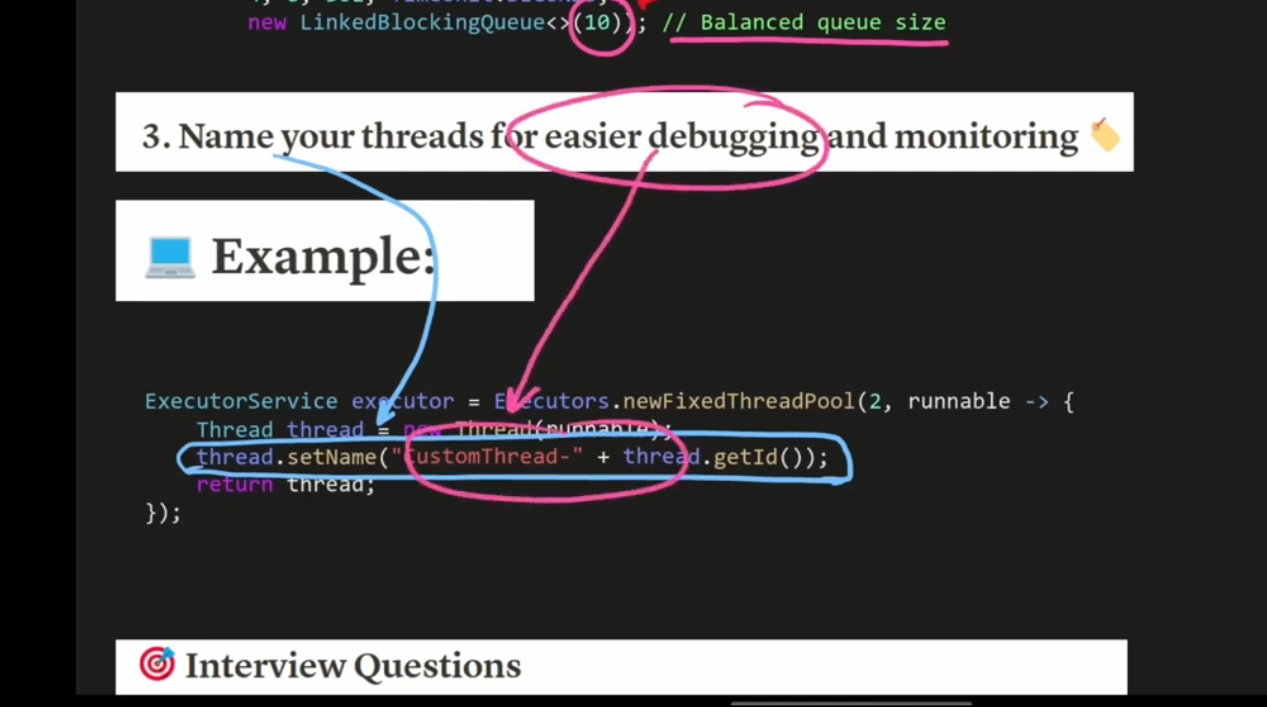 new LinkedBlockingQueue<>(10)); // Balanced queue size
3. Name your threads for easier debugging and monitoring
Example:
ExecutorService executor = Executors.newFixedThreadPool(2, runnable -> {
Thread thread = new Thread(runnable);
thread.setName("CustomThread-" + thread.getId());
return thread;
});
Interview Questions